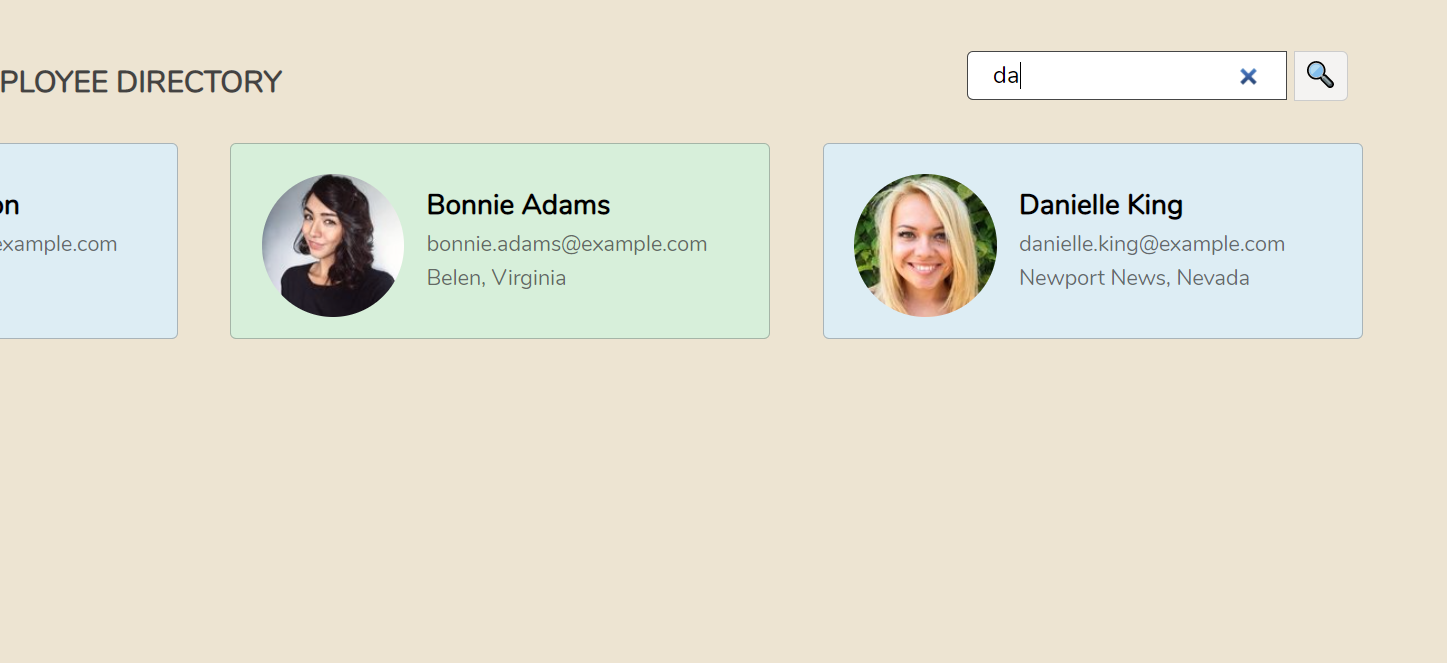 PLOYEE DIRECTORY
da
on
example.com
Bonnie Adams
bonnie.adams@example.com
Belen, Virginia
Danielle King
danielle.king@example.com
Newport News, Nevada